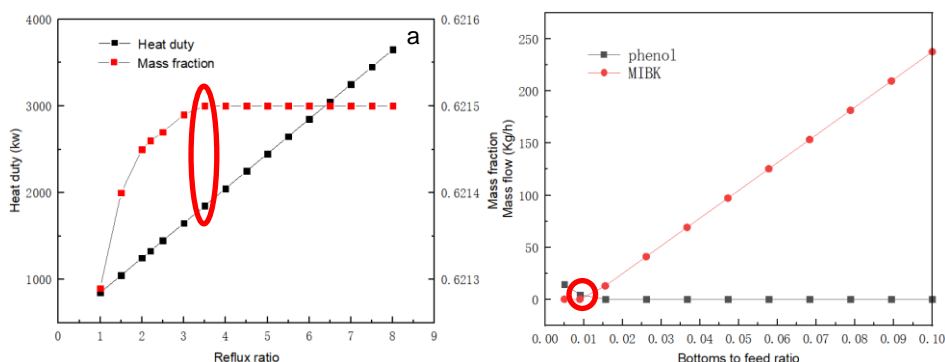 4000
3000
2000
1000
Heat duty (kw)
Heat duty
Mass fraction
a
0.6216
0.6215
0.6214
0.6213
0 1 2 3 4 5 6 7 8 9
Reflux ratio
250
200
150
100
50
0
Mass fraction
Mass flow (Kg/h)
phenol
MIBK
0.00 0.01 0.02 0.03 0.04 0.05 0.06 0.07 0.08 0.09 0.10
Bottoms to feed ratio